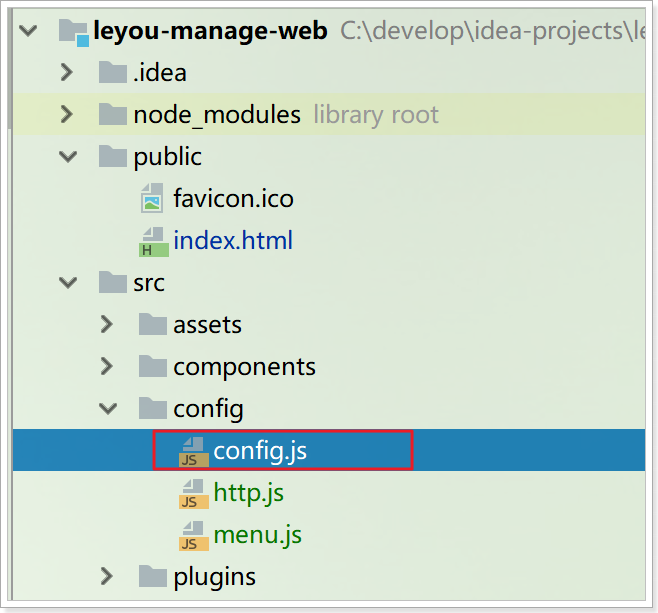 leyou-manage-web C:\develop\idea-projects\le
.idea
node_modules library root
public
favicon.ico
H index.html
src
assets
components
config
JS config.js
JS http.js
JS menu.js
plugins